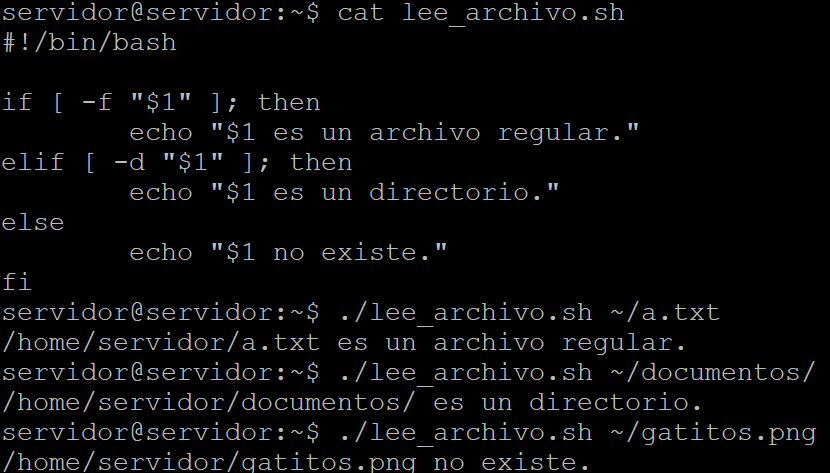 servidor@servidor:~$ cat lee_archivo.sh
#!/bin/bash

if [ -f "$1" ]; then
        echo "$1 es un archivo regular."
elif [ -d "$1" ]; then
        echo "$1 es un directorio."
else
        echo "$1 no existe."
fi
servidor@servidor:~$ ./lee_archivo.sh ~/a.txt
/home/servidor/a.txt es un archivo regular.
servidor@servidor:~$ ./lee_archivo.sh ~/documentos/
/home/servidor/documentos/ es un directorio.
servidor@servidor:~$ ./lee_archivo.sh ~/gatitos.png
/home/servidor/gatitos.png no existe.